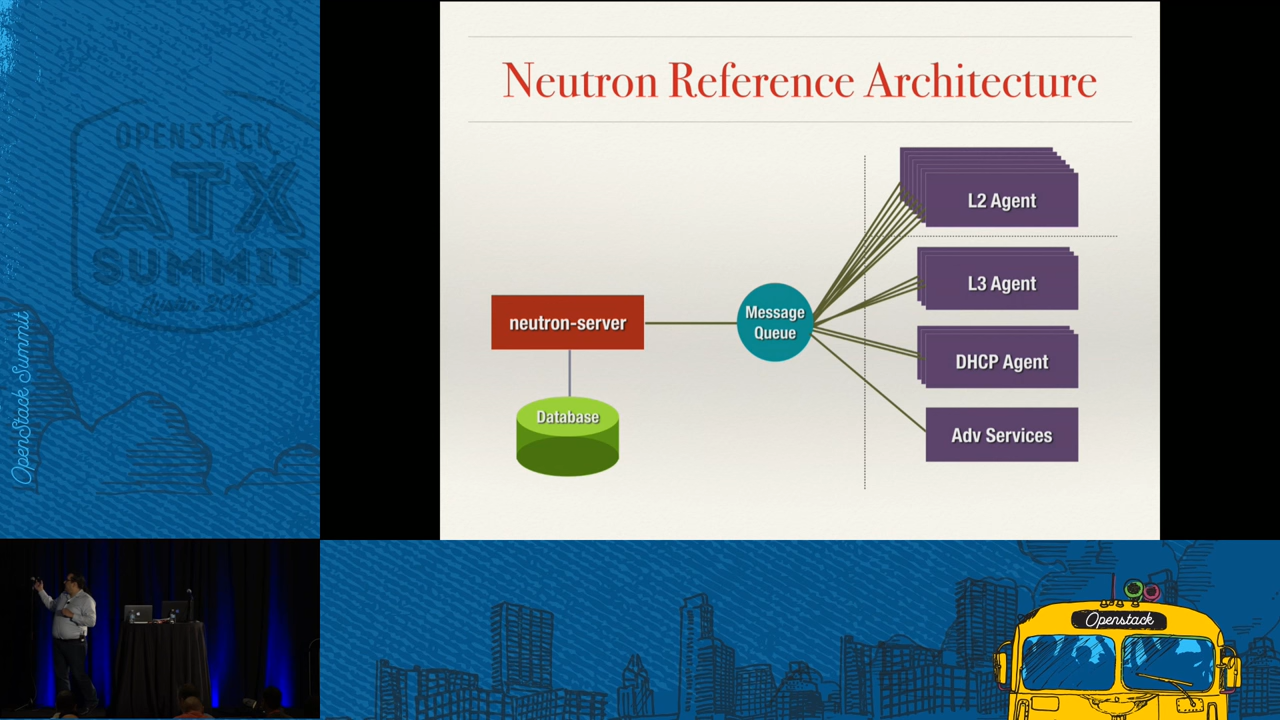 Neutron Reference Architecture
L2 Agent
L3 Agent
Message
Queue
neutron-server
DHCP Agent
Database
Adv Services
OPENSTACK
ATX
SUMMIT
OpenStack Summit
Openstack